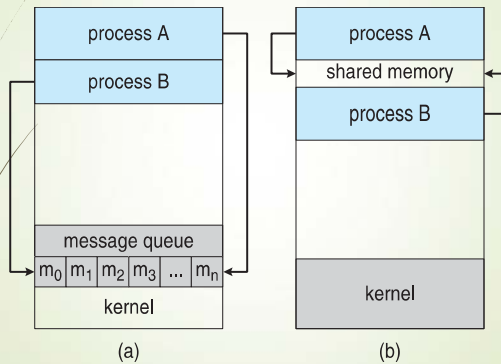 process A
process B
message queue
m0 m1 m2 m3 ... mn
kernel
(a)
process A
shared memory
process B
kernel
(b)